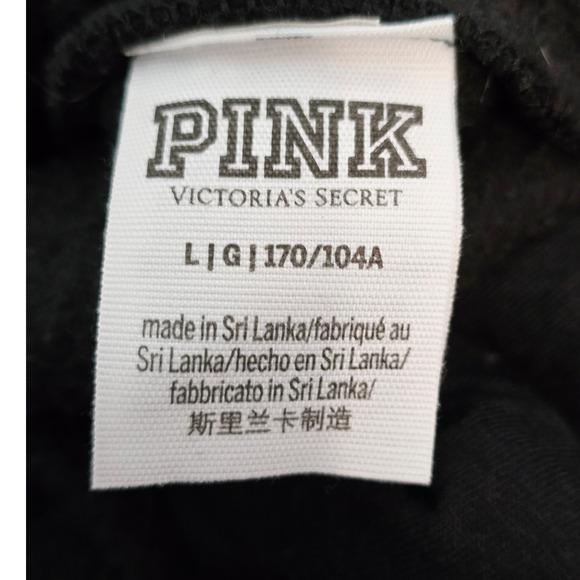 PINK
VICTORIA'S SECRET
L | G | 170/104A
made in Sri Lanka/fabriqué au
Sri Lanka/hecho en Sri Lanka/
fabbricato in Sri Lanka/
斯里兰卡制造